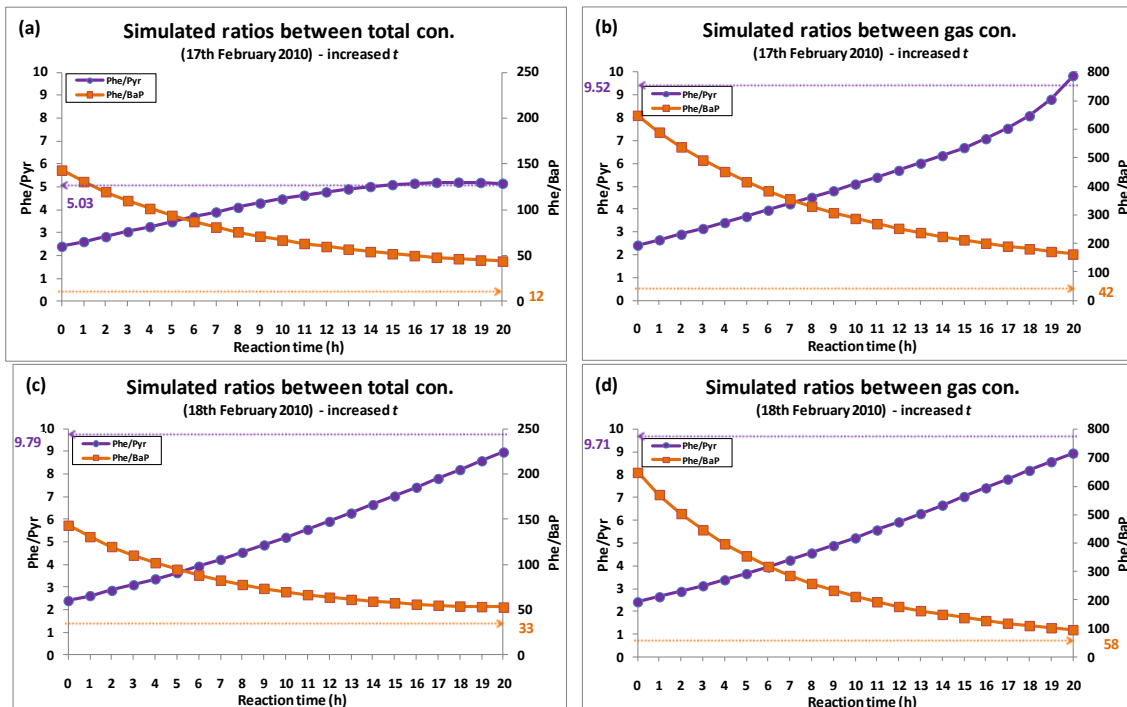 (a)
Simulated ratios between total con.
(17th February 2010) - increased t
Phe/Pyr
Phe/BaP
10 9 8 7 6 5 4 3 2 1 0
250 200 150 100 50 0
5.03
12
Phe/Pyr
Phe/BaP
0 1 2 3 4 5 6 7 8 9 10 11 12 13 14 15 16 17 18 19 20
Reaction time (h)
(b)
Simulated ratios between gas con.
(17th February 2010) - increased t
Phe/Pyr
Phe/BaP
10 9 8 7 6 5 4 3 2 1 0
800 700 600 500 400 300 200 100 0
9.52
42
Phe/Pyr
Phe/BaP
0 1 2 3 4 5 6 7 8 9 10 11 12 13 14 15 16 17 18 19 20
Reaction time (h)
(c)
Simulated ratios between total con.
(18th February 2010) - increased t
Phe/Pyr
Phe/BaP
10 9 8 7 6 5 4 3 2 1 0
250 200 150 100 50 0
9.79
33
Phe/Pyr
Phe/BaP
0 1 2 3 4 5 6 7 8 9 10 11 12 13 14 15 16 17 18 19 20
Reaction time (h)
(d)
Simulated ratios between gas con.
(18th February 2010) - increased t
Phe/Pyr
Phe/BaP
10 9 8 7 6 5 4 3 2 1 0
800 700 600 500 400 300 200 100 0
9.71
58
Phe/Pyr
Phe/BaP
0 1 2 3 4 5 6 7 8 9 10 11 12 13 14 15 16 17 18 19 20
Reaction time (h)